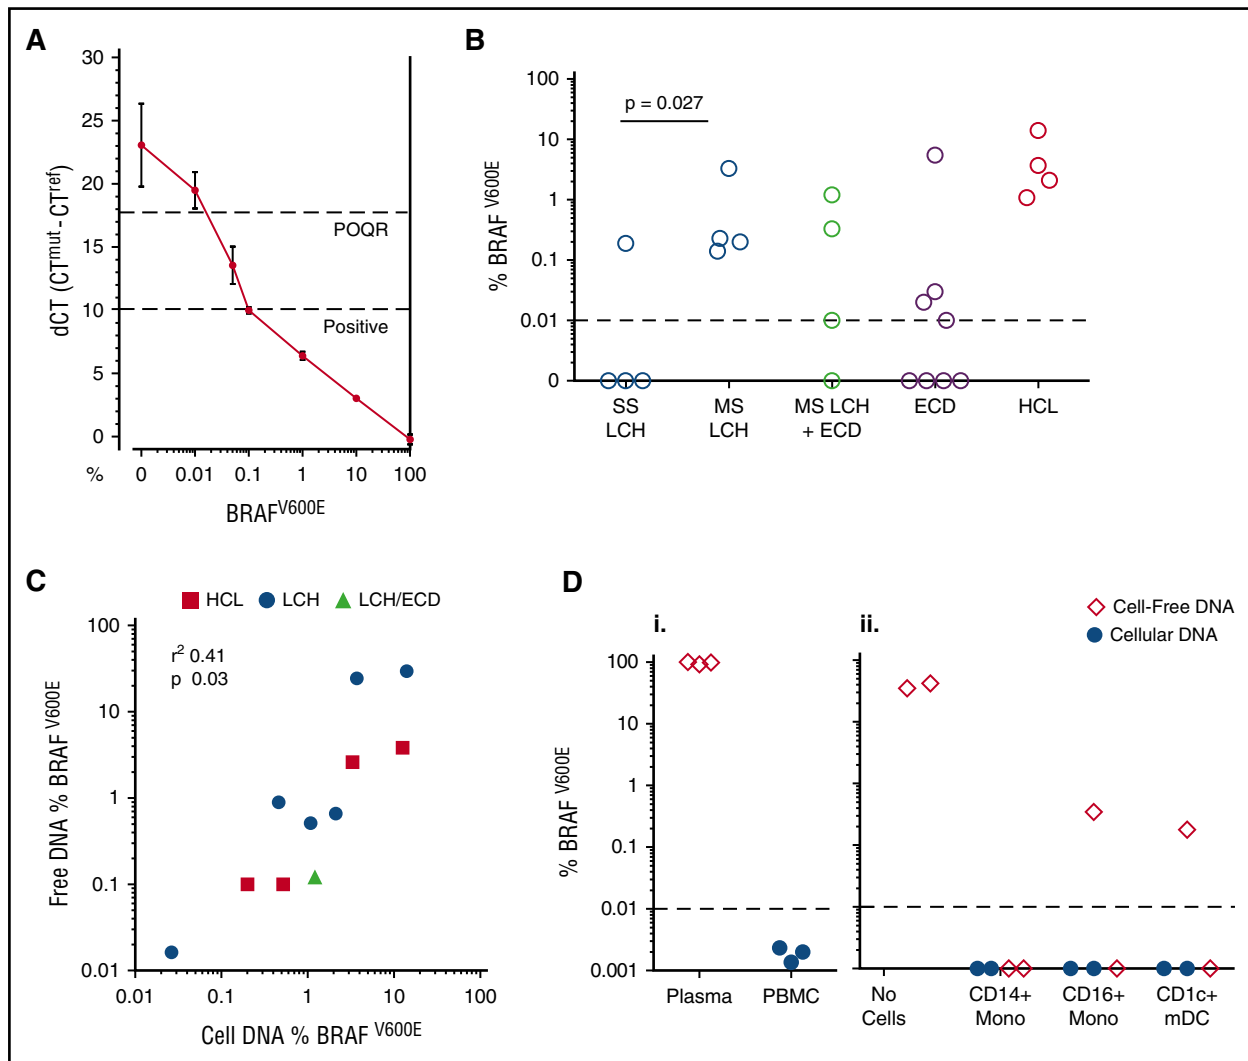 A
30
25
20
15
10
5
0
dCT (CTmut - CTref)
POQR
Positive
% 0 0.01 0.1 1 10 100
BRAFV600E
B
100
10
1
0.1
0.01
0
% BRAF V600E
p = 0.027
SS LCH
MS LCH
MS LCH + ECD
ECD
HCL
C
HCL LCH LCH/ECD
r2 0.41
p 0.03
100
10
1
0.1
0.01
Free DNA % BRAF V600E
0.01 0.1 1 10 100
Cell DNA % BRAF V600E
D
Cell-Free DNA
Cellular DNA
i.
ii.
100
10
1
0.1
0.01
0.001
% BRAF V600E
Plasma PBMC
No Cells
CD14+ Mono
CD16+ Mono
CD1c+ mDC